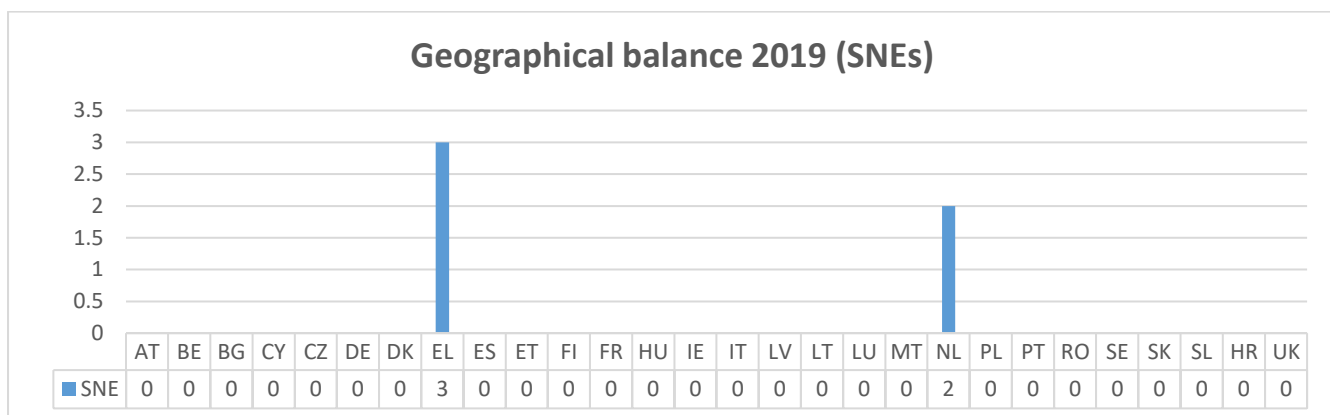 Geographical balance 2019 (SNEs)
3.5
3
2.5
2
1.5
1
0.5
0
AT BE BG CY CZ DE DK EL ES ET FI FR HU IE IT LV LT LU MT NL PL PT RO SE SK SL HR UK
SNE 0 0 0 0 0 0 0 3 0 0 0 0 0 0 0 0 0 0 0 2 0 0 0 0 0 0 0 0